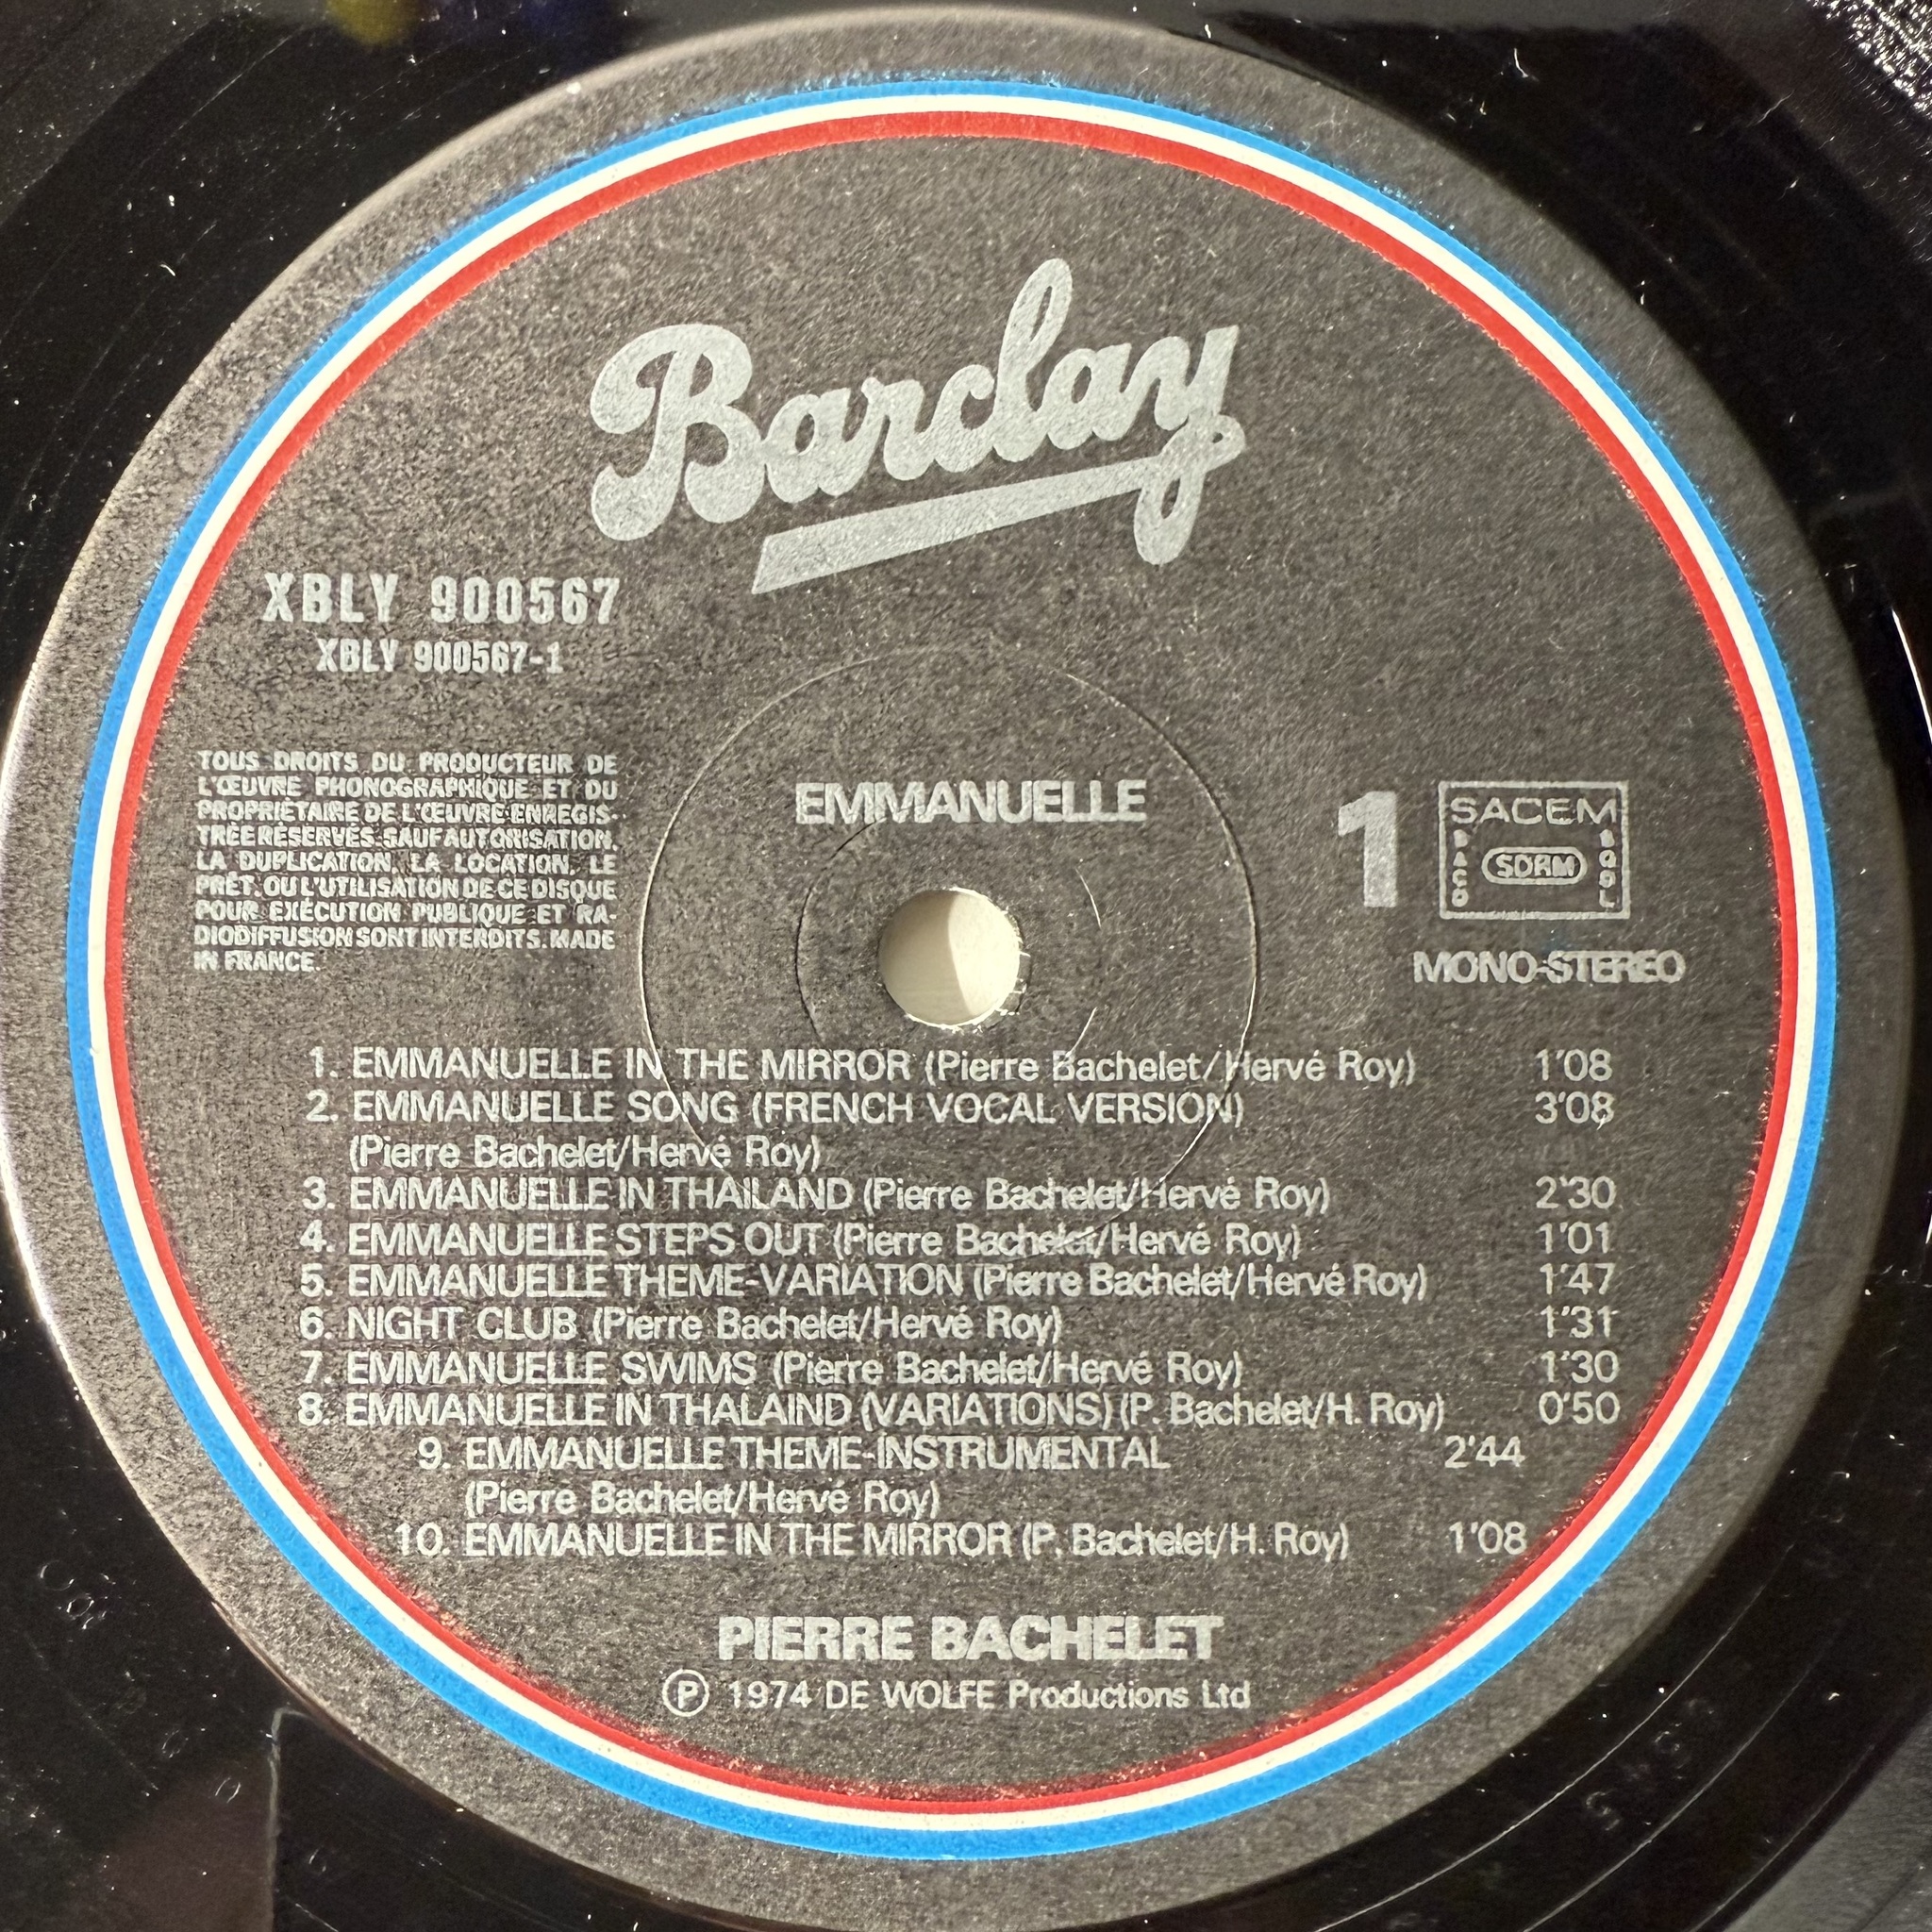 Barclay
XBLY 900567
XBLY 900567-1
TOUS DROITS DU PRODUCTEUR DE
L'ŒUVRE PHONOGRAPHIQUE ET DU
PROPRIÉTAIRE DE L'ŒUVRE ENREGIS-
TRÉE RÉSERVÉS. SAUF AUTORISATION,
LA DUPLICATION, LA LOCATION, LE
PRÊT, OU L'UTILISATION DE CE DISQUE
POUR EXÉCUTION PUBLIQUE ET RA-
DIODIFFUSION SONT INTERDITS. MADE
IN FRANCE.
EMMANUELLE
1
SACEM
SACD
SDRM
SGDL
MONO-STEREO
1. EMMANUELLE IN THE MIRROR (Pierre Bachelet/Hervé Roy) 1'08
2. EMMANUELLE SONG (FRENCH VOCAL VERSION) 3'08
(Pierre Bachelet/Hervé Roy)
3. EMMANUELLE IN THAILAND (Pierre Bachelet/Hervé Roy) 2'30
4. EMMANUELLE STEPS OUT (Pierre Bachelet/Hervé Roy) 1'01
5. EMMANUELLE THEME-VARIATION (Pierre Bachelet/Hervé Roy) 1'47
6. NIGHT CLUB (Pierre Bachelet/Hervé Roy) 1'31
7. EMMANUELLE SWIMS (Pierre Bachelet/Hervé Roy) 1'30
8. EMMANUELLE IN THALAIND (VARIATIONS) (P. Bachelet/H. Roy) 0'50
9. EMMANUELLE THEME-INSTRUMENTAL 2'44
(Pierre Bachelet/Hervé Roy)
10. EMMANUELLE IN THE MIRROR (P. Bachelet/H. Roy) 1'08
PIERRE BACHELET
Ⓟ 1974 DE WOLFE Productions Ltd